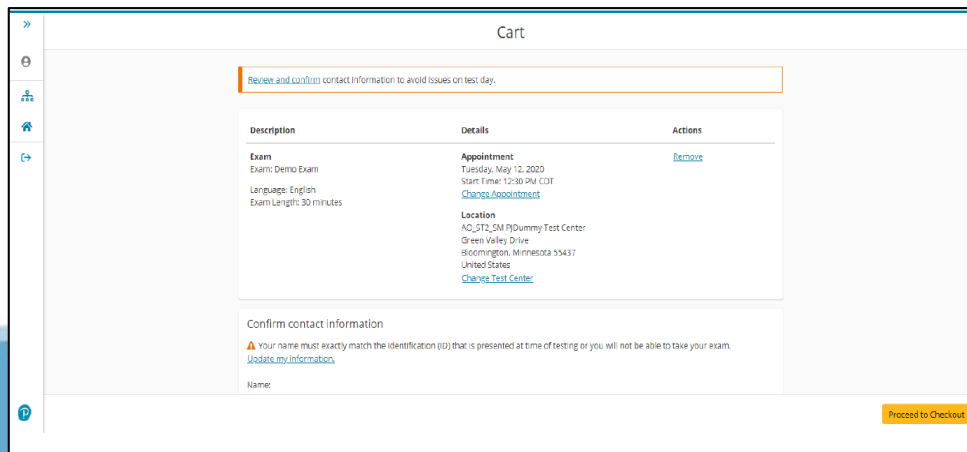 Cart
Review and confirm contact information to avoid issues on test day.
Description Details Actions
Exam Appointment Remove
Exam: Demo Exam Tuesday, May 12, 2020
Start Time: 12:30 PM CDT
Language: English Change Appointment
Exam Length: 30 minutes
Location
AO_ST2_SM PJDummy Test Center
Green Valley Drive
Bloomington, Minnesota 55437
United States
Change Test Center
Confirm contact information
Your name must exactly match the identification (ID) that is presented at time of testing or you will not be able to take your exam.
Update my information.
Name:
Proceed to Checkout